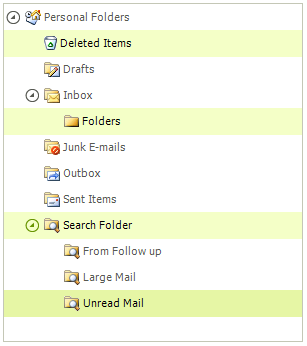 Personal Folders
Deleted Items
Drafts
Inbox
Folders
Junk E-mails
Outbox
Sent Items
Search Folder
From Follow up
Large Mail
Unread Mail